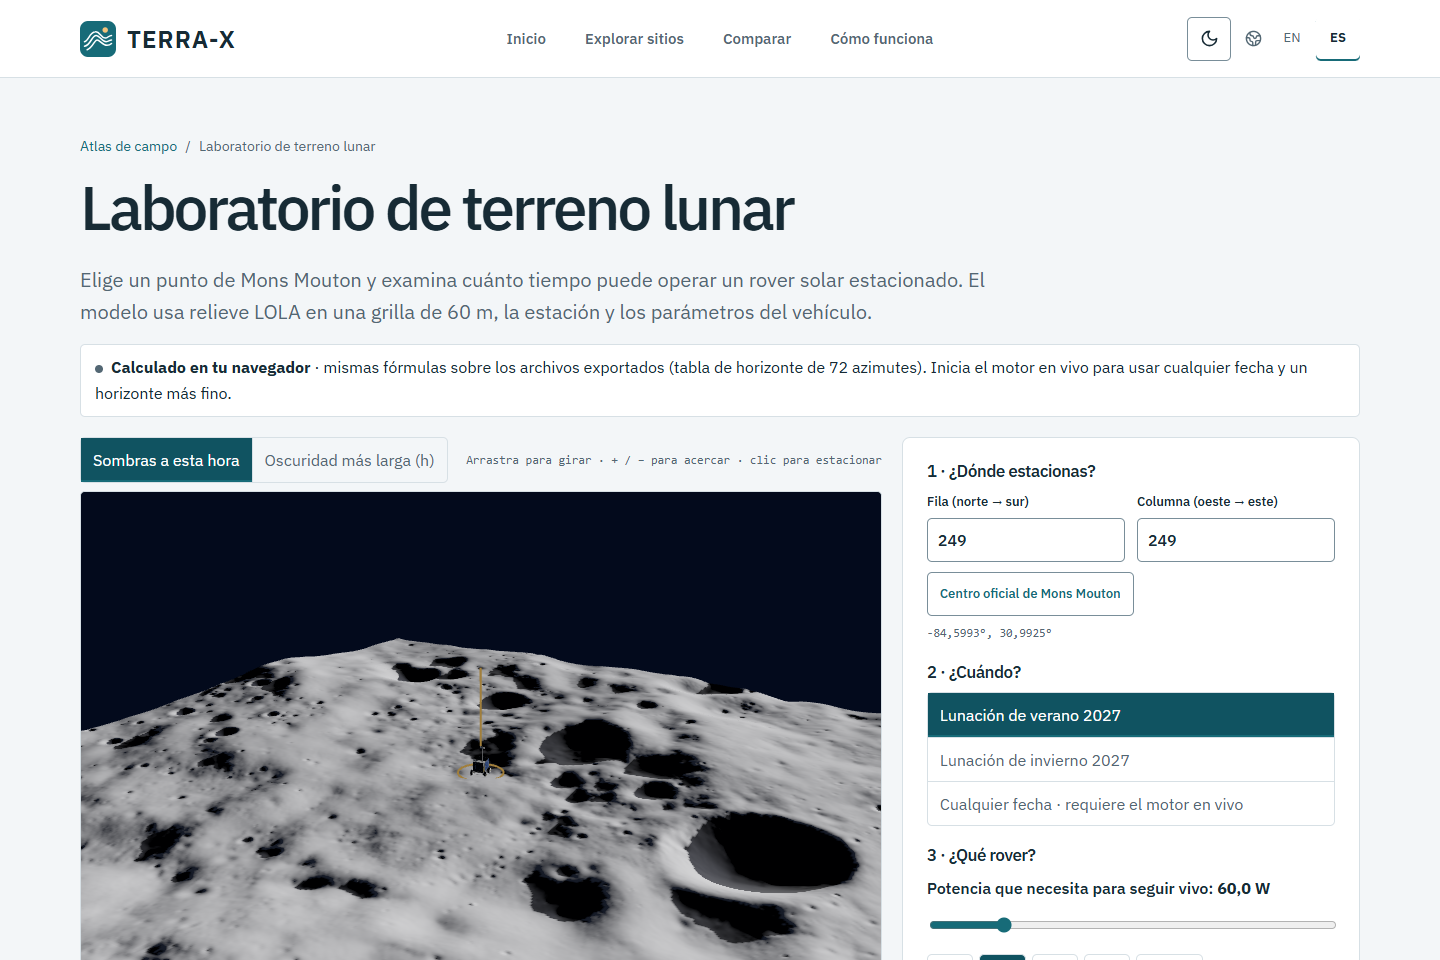 TERRA-X
Inicio
Explorar sitios
Comparar
Cómo funciona
EN
ES
Atlas de campo / Laboratorio de terreno lunar
Laboratorio de terreno lunar
Elige un punto de Mons Mouton y examina cuánto tiempo puede operar un rover solar estacionado. El
modelo usa relieve LOLA en una grilla de 60 m, la estación y los parámetros del vehículo.
Calculado en tu navegador · mismas fórmulas sobre los archivos exportados (tabla de horizonte de 72 azimutes). Inicia el motor en vivo para usar cualquier fecha y un
horizonte más fino.
Sombras a esta hora
Oscuridad más larga (h)
Arrastra para girar · + / − para acercar · clic para estacionar
1 · ¿Dónde estacionas?
Fila (norte → sur)
Columna (oeste → este)
249
249
Centro oficial de Mons Mouton
-84,5993°, 30,9925°
2 · ¿Cuándo?
Lunación de verano 2027
Lunación de invierno 2027
Cualquier fecha · requiere el motor en vivo
3 · ¿Qué rover?
Potencia que necesita para seguir vivo: 60,0 W